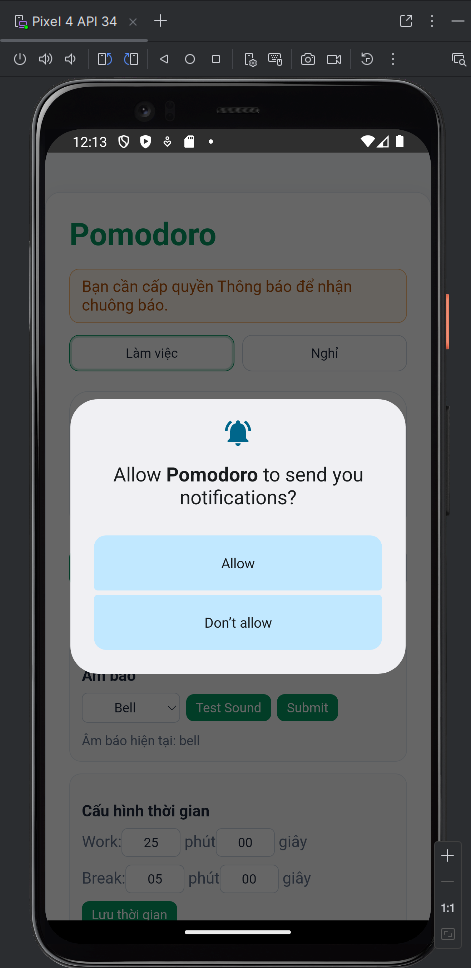 Pixel 4 API 34
12:13
Pomodoro
Bạn cần cấp quyền Thông báo để nhận
chuông báo.
Làm việc
Nghỉ
Allow Pomodoro to send you
notifications?
Allow
Don't allow
Âm báo
Bell
Test Sound
Submit
Âm báo hiện tại: bell
Cấu hình thời gian
Work: 25 phút 00 giây
Break: 05 phút 00 giây
Lưu thời gian
1:1